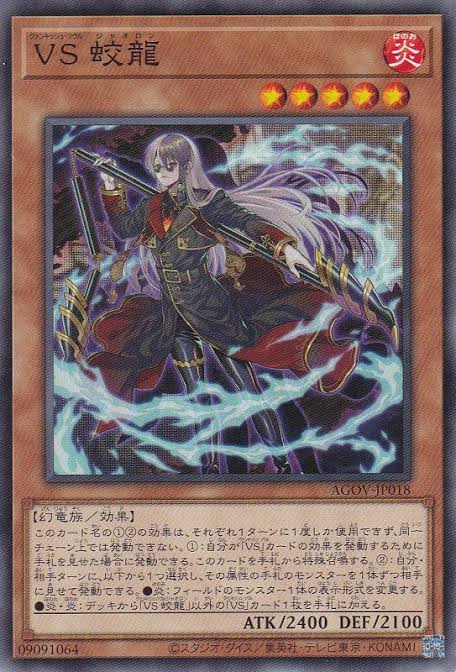 ヴァンキッシュ・ソウル ジャオロン
VS 蛟龍
ほのお
炎
AGOV-JP018
【幻竜族／効果】
このカード名の①②の効果は、それぞれ1ターンに1度しか使用できず、同一
チェーン上では発動できない。①：自分が「VS」カードの効果を発動するために
手札を見せた場合に発動できる。このカードを手札から特殊召喚する。②：自分・
相手ターンに、以下から1つ選択し、その属性の手札のモンスターを1体ずつ相手
に見せて発動できる。●炎：フィールドのモンスター1体の表示形式を変更する。
●炎・炎：デッキから「VS 蛟龍」以外の「VS」カード1枚を手札に加える。
ATK/2400 DEF/2100
09091064
©スタジオ・ダイス/集英社・テレビ東京・KONAMI